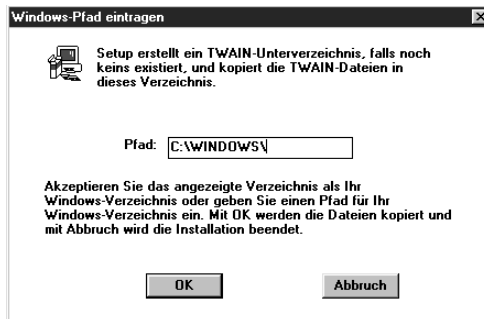 Windows-Pfad eintragen
Setup erstellt ein TWAIN-Unterverzeichnis, falls noch
keins existiert, und kopiert die TWAIN-Dateien in
dieses Verzeichnis.
Pfad: C:\WINDOWS\
Akzeptieren Sie das angezeigte Verzeichnis als Ihr
Windows-Verzeichnis oder geben Sie einen Pfad für Ihr
Windows-Verzeichnis ein. Mit OK werden die Dateien kopiert und
mit Abbruch wird die Installation beendet.
OK Abbruch